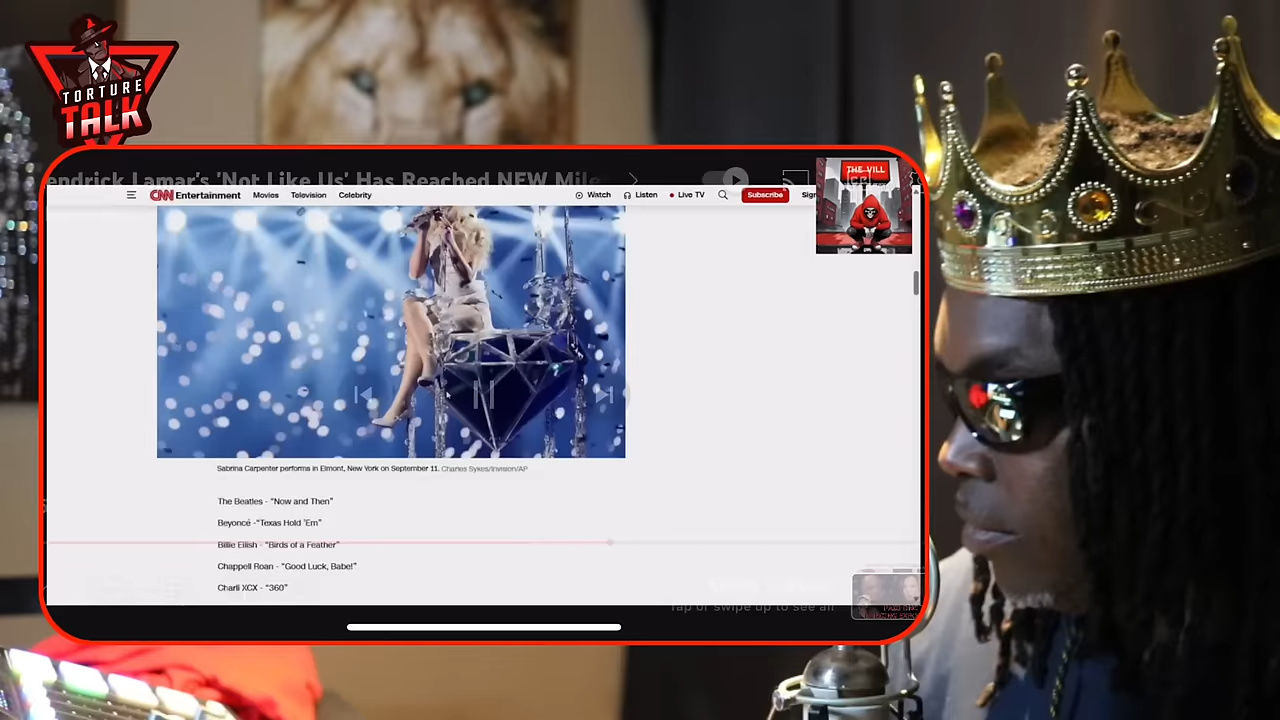 TORTURE
TALK
endrick Lamar's 'Not Like Us' Has Reached NEW Mile
THE VILL
CNN Entertainment Movies Television Celebrity Watch Listen Live TV Subscribe Sign
Sabrina Carpenter performs in Elmont, New York on September 11. Charles Sykes/Invision/AP
The Beatles - “Now and Then”
Beyoncé -“Texas Hold ’Em”
Billie Eilish - “Birds of a Feather”
Chappell Roan - “Good Luck, Babe!”
Charli XCX - “360”
Tap or swipe up to see all